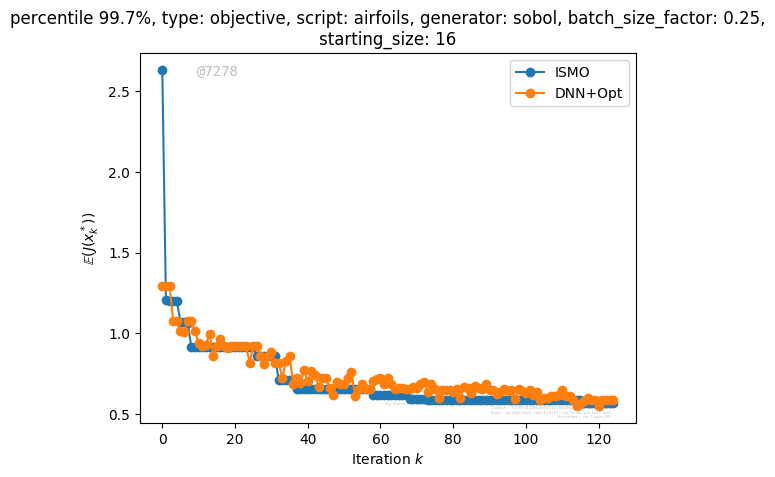 percentile 99.7%, type: objective, script: airfoils, generator: sobol, batch_size_factor: 0.25,
starting_size: 16
@7278
ISMO
DNN+Opt
2.5
2.0
1.5
1.0
0.5
𝔼(J(x*ₖ))
0 20 40 60 80 100 120
Iteration k